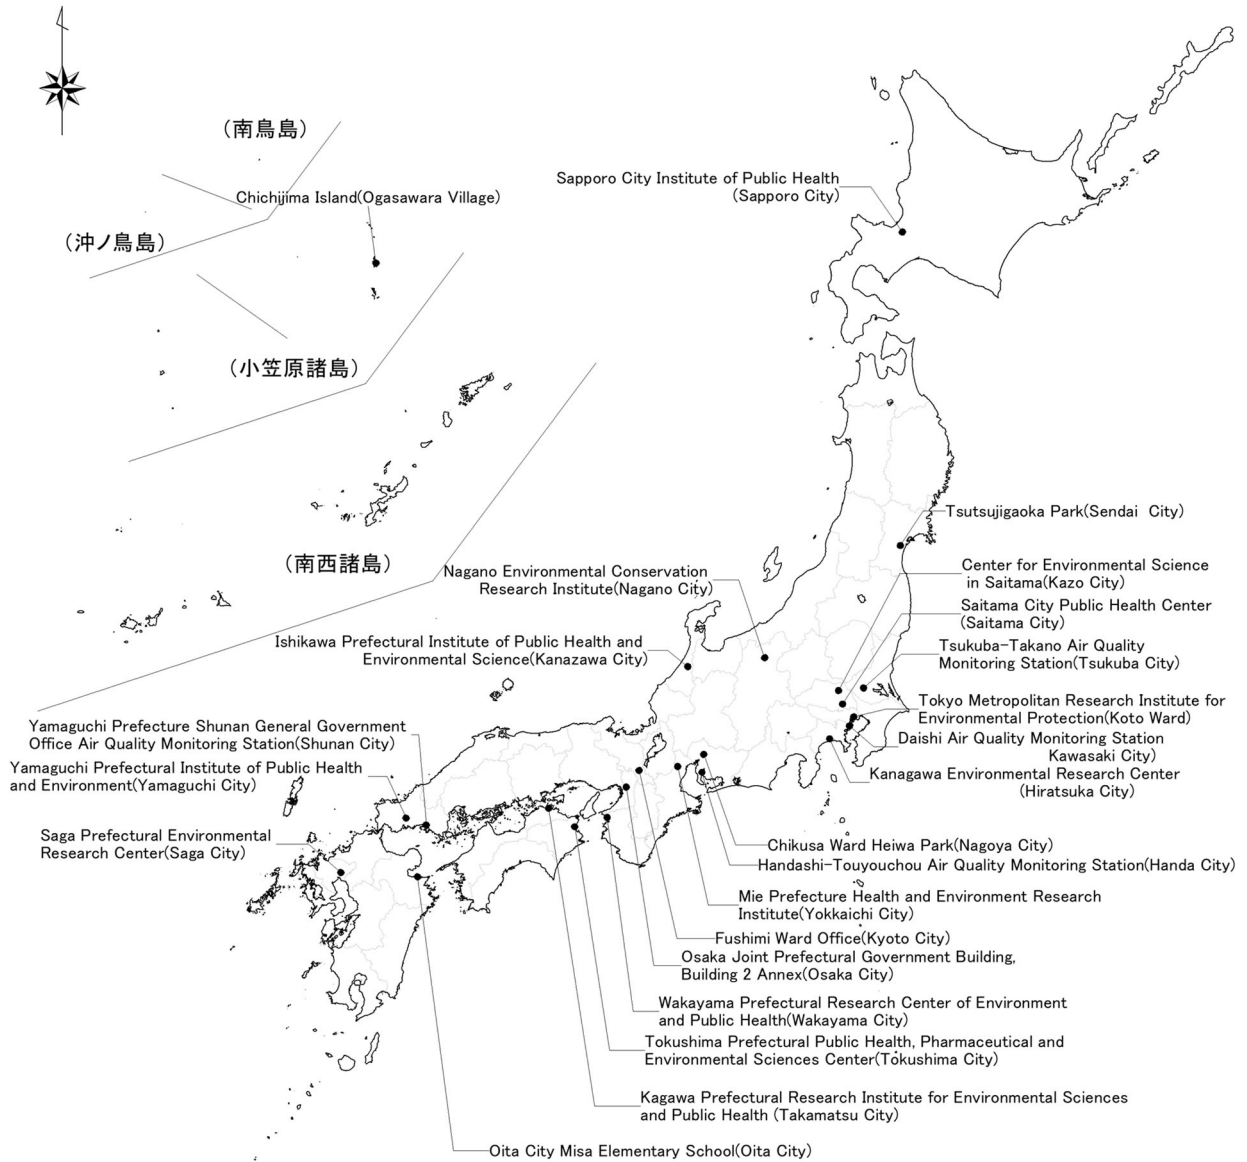 (南鳥島)
Chichijima Island(Ogasawara Village)
(沖ノ鳥島)
(小笠原諸島)
(南西諸島)
Sapporo City Institute of Public Health
(Sapporo City)
Tsutsujigaoka Park(Sendai City)
Nagano Environmental Conservation
Research Institute(Nagano City)
Center for Environmental Science
in Saitama(Kazo City)
Saitama City Public Health Center
(Saitama City)
Ishikawa Prefectural Institute of Public Health and
Environmental Science(Kanazawa City)
Tsukuba-Takano Air Quality
Monitoring Station(Tsukuba City)
Tokyo Metropolitan Research Institute for
Environmental Protection(Koto Ward)
Yamaguchi Prefecture Shunan General Government
Office Air Quality Monitoring Station(Shunan City)
Daishi Air Quality Monitoring Station
Kawasaki City)
Yamaguchi Prefectural Institute of Public Health
and Environment(Yamaguchi City)
Kanagawa Environmental Research Center
(Hiratsuka City)
Saga Prefectural Environmental
Research Center(Saga City)
Chikusa Ward Heiwa Park(Nagoya City)
Handashi-Touyouchou Air Quality Monitoring Station(Handa City)
Mie Prefecture Health and Environment Research
Institute(Yokkaichi City)
Fushimi Ward Office(Kyoto City)
Osaka Joint Prefectural Government Building,
Building 2 Annex(Osaka City)
Wakayama Prefectural Research Center of Environment
and Public Health(Wakayama City)
Tokushima Prefectural Public Health, Pharmaceutical and
Environmental Sciences Center(Tokushima City)
Kagawa Prefectural Research Institute for Environmental Sciences
and Public Health (Takamatsu City)
Oita City Misa Elementary School(Oita City)